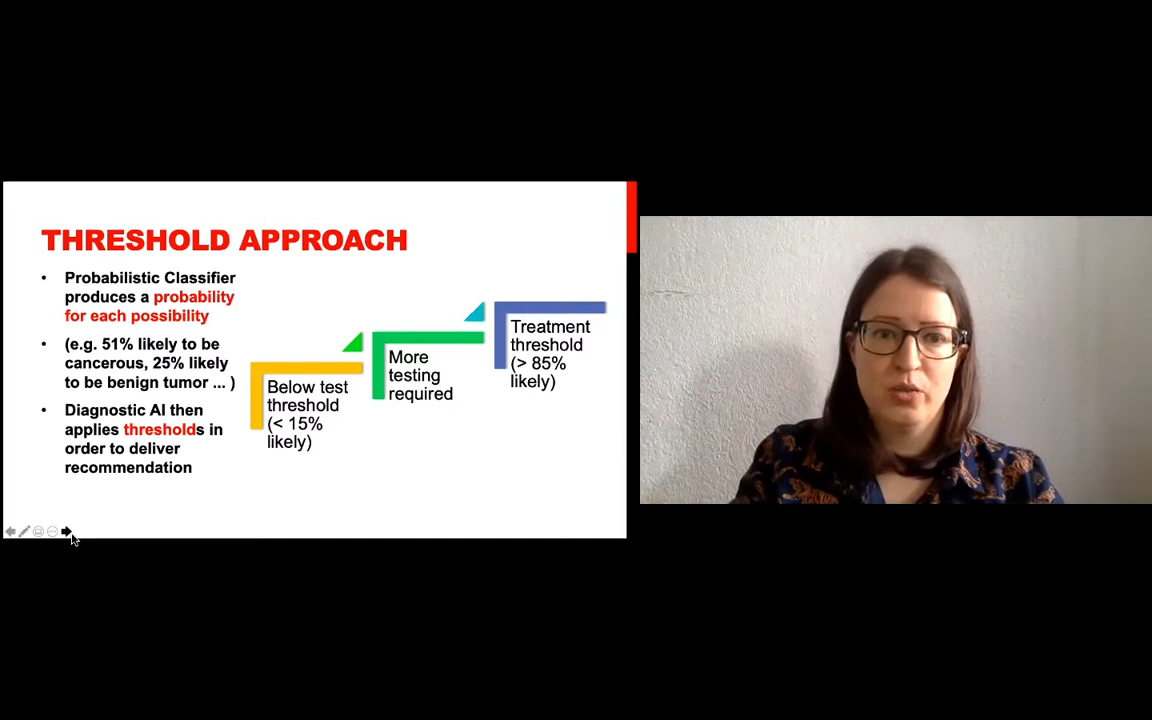 THRESHOLD APPROACH
• Probabilistic Classifier
produces a probability
for each possibility
• (e.g. 51% likely to be
cancerous, 25% likely
to be benign tumor ... )
• Diagnostic AI then
applies thresholds in
order to deliver
recommendation
Below test
threshold
(< 15%
likely)
More
testing
required
Treatment
threshold
(> 85%
likely)